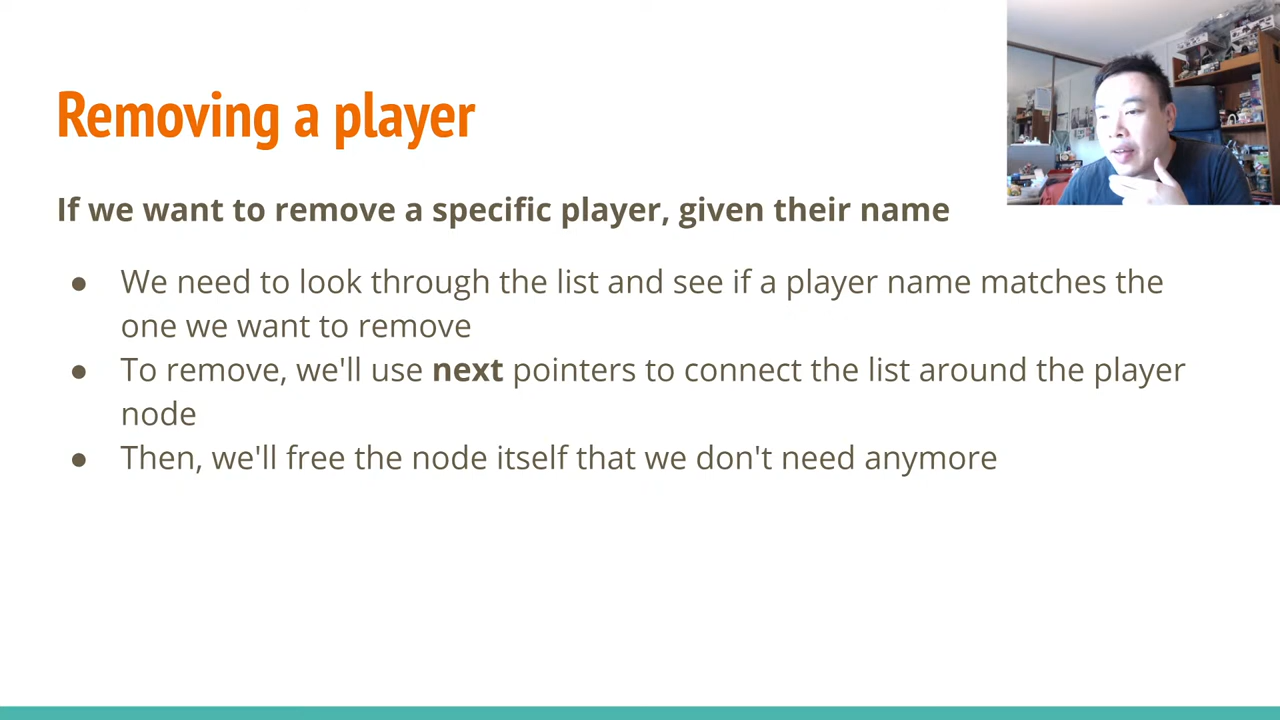 Removing a player
If we want to remove a specific player, given their name
● We need to look through the list and see if a player name matches the
one we want to remove
● To remove, we'll use next pointers to connect the list around the player
node
● Then, we'll free the node itself that we don't need anymore